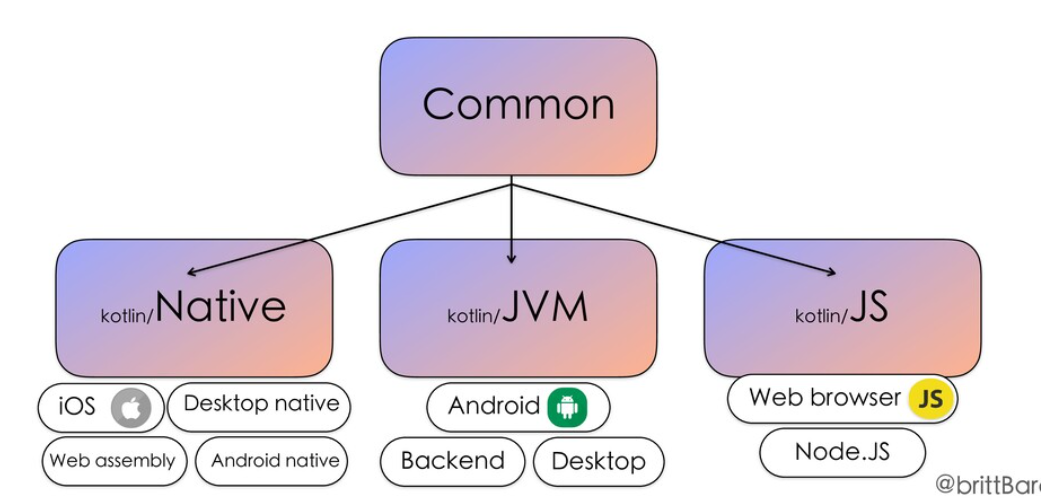 Common
kotlin/Native
kotlin/JVM
kotlin/JS
iOS
Desktop native
Web assembly
Android native
Android
Backend
Desktop
Web browser JS
Node.JS
@brittBar